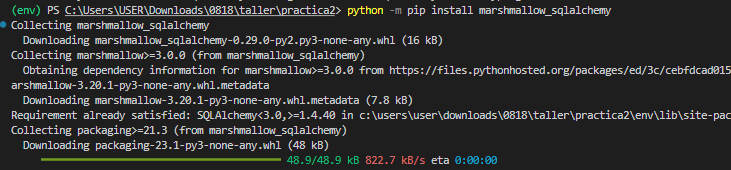 (env) PS C:\Users\USER\Downloads\0818\taller\practica2> python -m pip install marshmallow_sqlalchemy
Collecting marshmallow_sqlalchemy
Downloading marshmallow_sqlalchemy-0.29.0-py2.py3-none-any.whl (16 kB)
Collecting marshmallow>=3.0.0 (from marshmallow_sqlalchemy)
Obtaining dependency information for marshmallow>=3.0.0 from https://files.pythonhosted.org/packages/ed/3c/cebfdcad015
arshmallow-3.20.1-py3-none-any.whl.metadata
Downloading marshmallow-3.20.1-py3-none-any.whl.metadata (7.8 kB)
Requirement already satisfied: SQLAlchemy<3.0,>=1.4.40 in c:\users\user\downloads\0818\taller\practica2\env\lib\site-pac
Collecting packaging>=21.3 (from marshmallow_sqlalchemy)
Downloading packaging-23.1-py3-none-any.whl (48 kB)
48.9/48.9 kB 822.7 kB/s eta 0:00:00